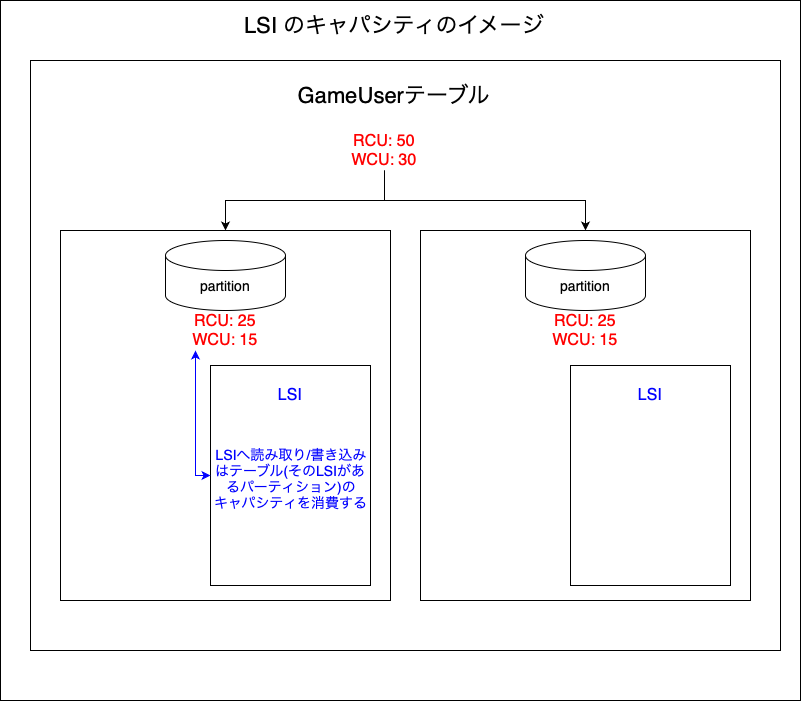 LSI のキャパシティのイメージ
GameUserテーブル
RCU: 50
WCU: 30
partition
RCU: 25
WCU: 15
LSI
LSIへ読み取り/書き込み
はテーブル(そのLSIがあ
るパーティション)の
キャパシティを消費する
partition
RCU: 25
WCU: 15
LSI